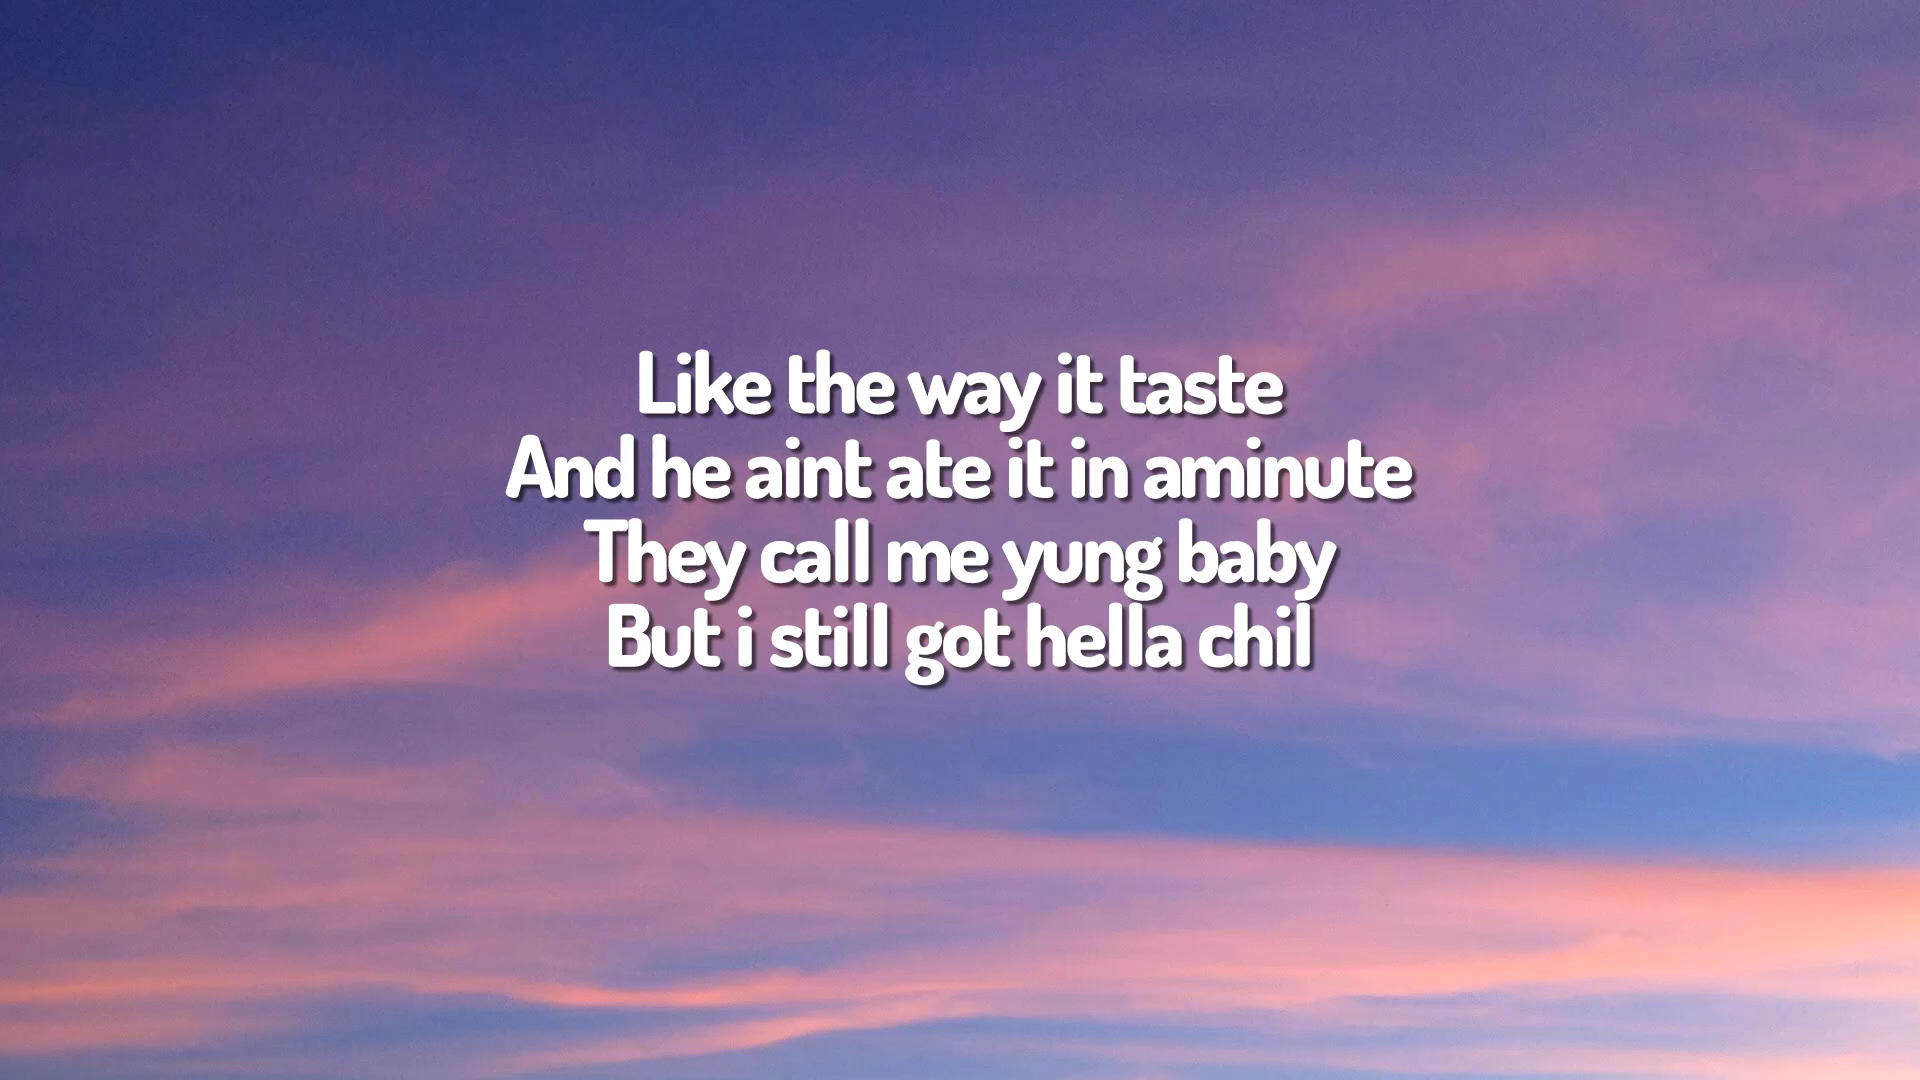 Like the way it taste
And he aint ate it in aminute
They call me yung baby
But i still got hella chil